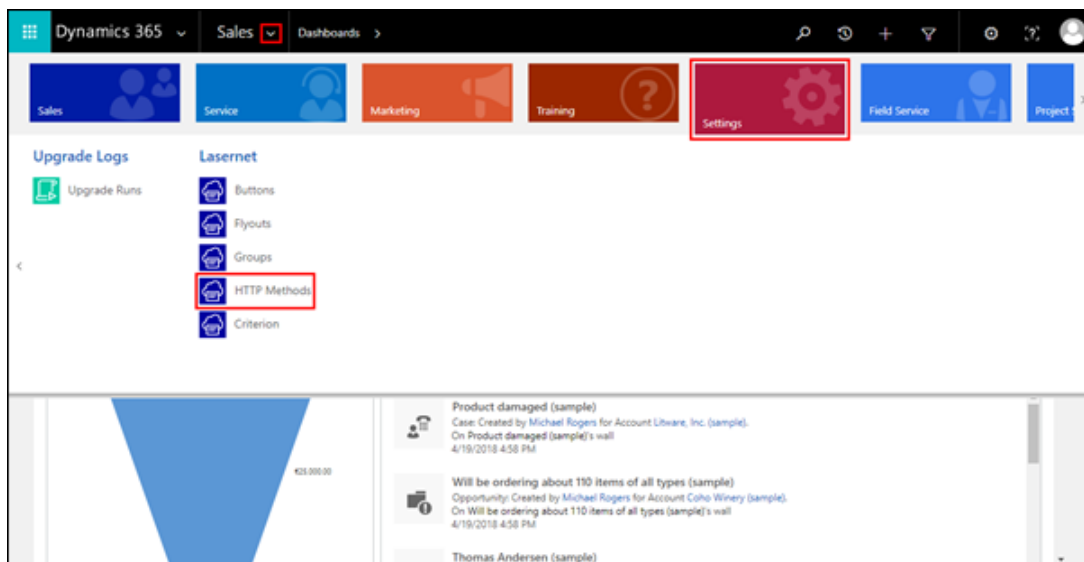 Dynamics 365 Sales Dashboards
Sales Service Marketing Training Settings Field Service Project
Upgrade Logs Lasernet
Upgrade Runs Buttons
Flyouts
Groups
HTTP Methods
Criterion
Product damaged (sample)
Case: Created by Michael Rogers for Account Litware, Inc. (sample).
On Product damaged (sample)'s wall
4/19/2018 4:58 PM
€25.000.00
Will be ordering about 110 items of all types (sample)
Opportunity: Created by Michael Rogers for Account Coho Winery (sample).
On Will be ordering about 110 items of all types (sample)'s wall
4/19/2018 4:58 PM
Thomas Andersen (sample)